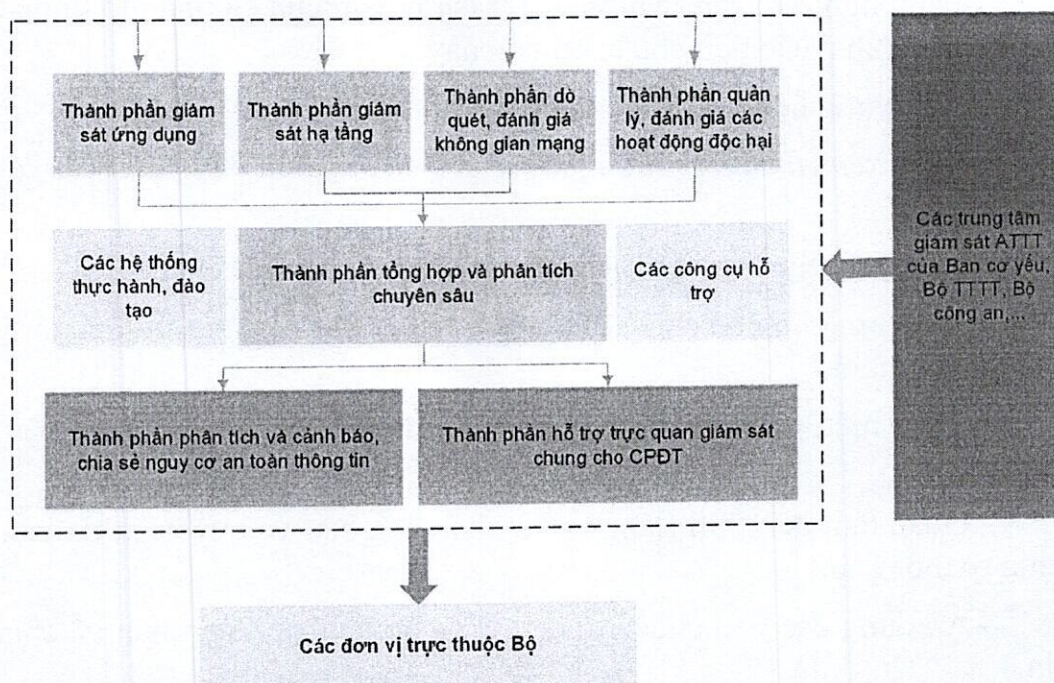 Thành phần giám
sát ứng dụng
Thành phần giám
sát hạ tầng
Thành phần dò
quét, đánh giá
không gian mạng
Thành phần quản
lý, đánh giá các
hoạt động độc hại
Các hệ thống
thực hành, đào
tạo
Thành phần tổng hợp và phân tích
chuyên sâu
Các công cụ hỗ
trợ
Các trung tâm
giám sát ATTT
của Ban cơ yếu,
Bộ TTTT, Bộ
công an,...
Thành phần phân tích và cảnh báo,
chia sẻ nguy cơ an toàn thông tin
Thành phần hỗ trợ trực quan giám sát
chung cho CPĐT
Các đơn vị trực thuộc Bộ